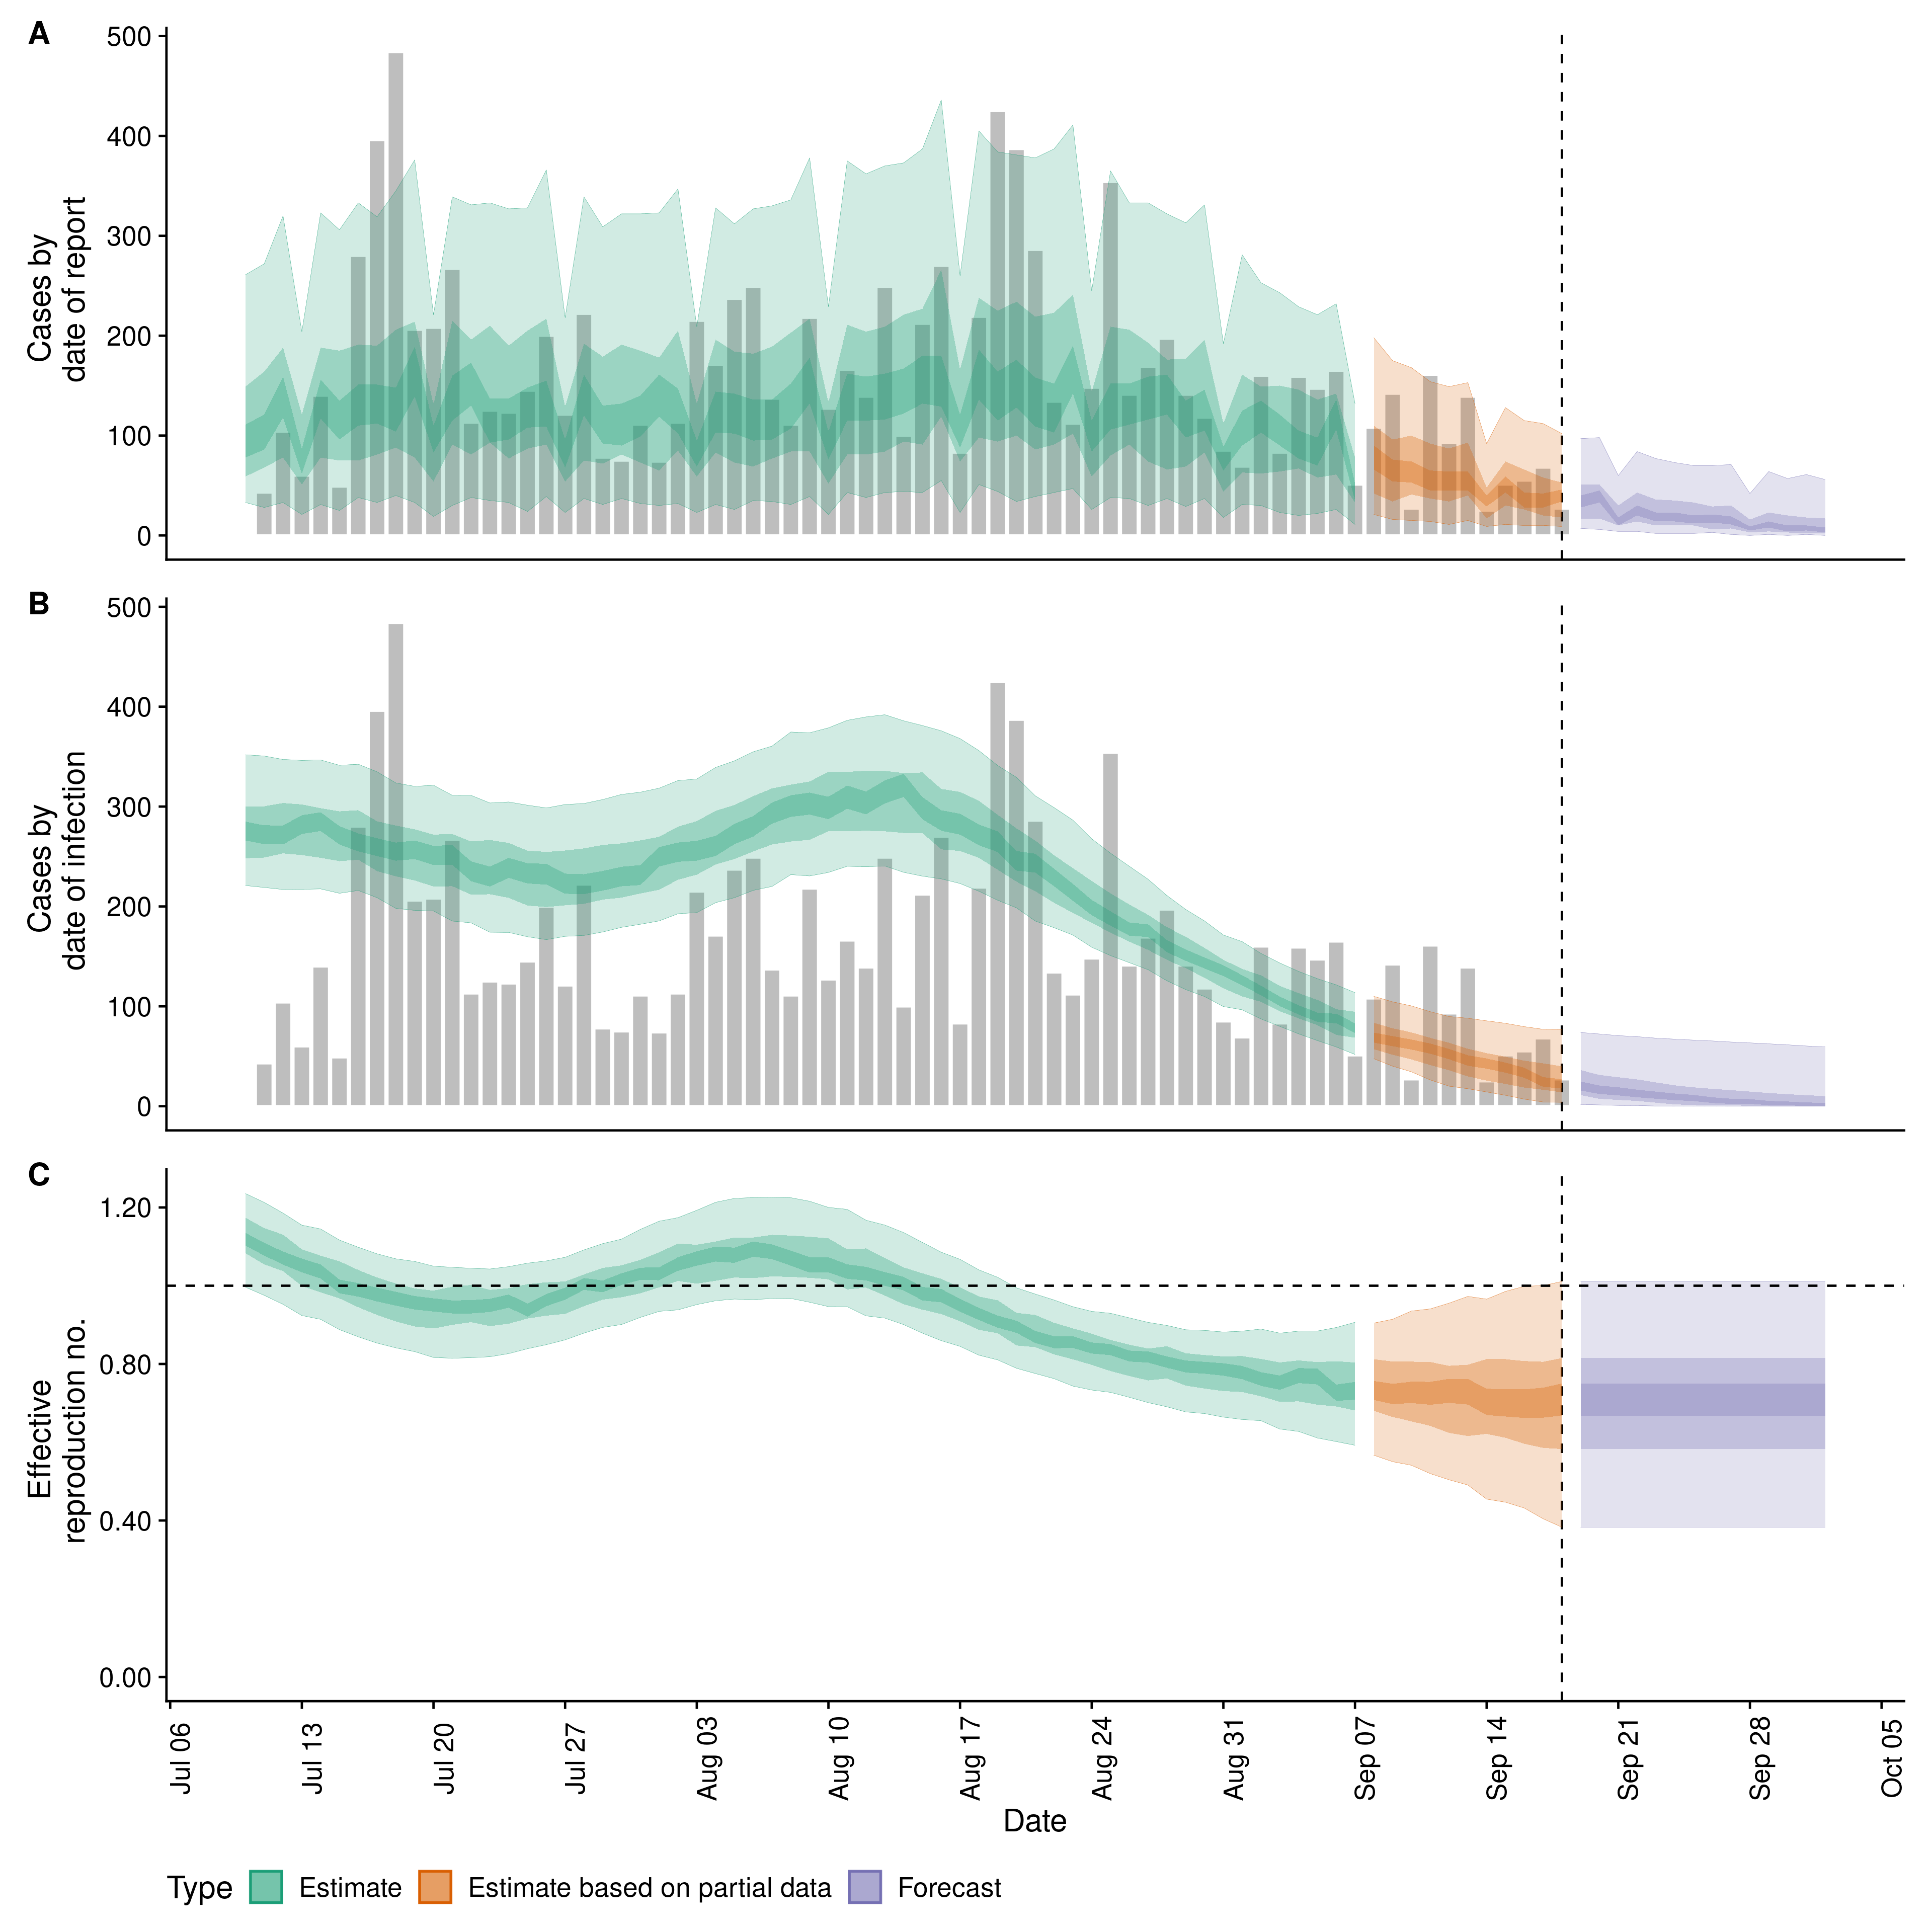 A
500
400
300
200
100
0
Cases by
date of report
B
500
400
300
200
100
0
Cases by
date of infection
C
1.20
0.80
0.40
0.00
Effective
reproduction no.
Jul 06
Jul 13
Jul 20
Jul 27
Aug 03
Aug 10
Aug 17
Aug 24
Aug 31
Sep 07
Sep 14
Sep 21
Sep 28
Oct 05
Date
Type Estimate Estimate based on partial data Forecast